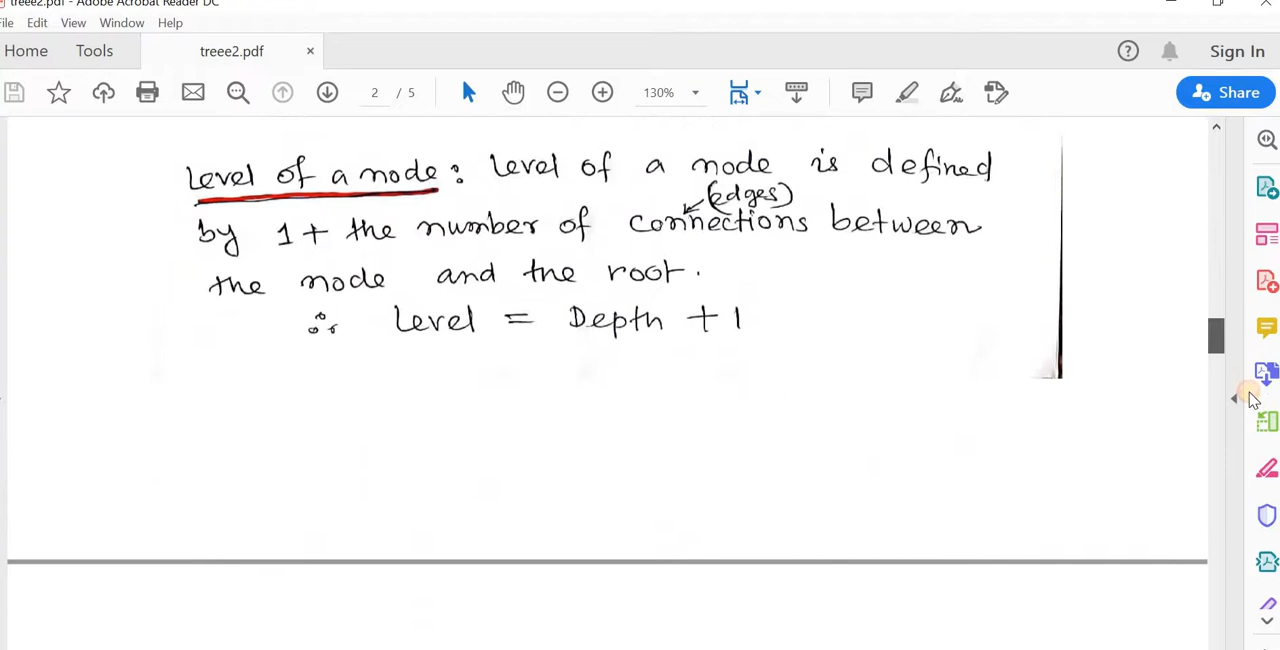 treee2.pdf - Adobe Acrobat Reader DC
File Edit View Window Help
Home Tools treee2.pdf × Sign In
2 / 5 130% Share
Level of a node: Level of a node is defined
(edges)
by 1 + the number of connections between
the node and the root.
∴ Level = Depth + 1